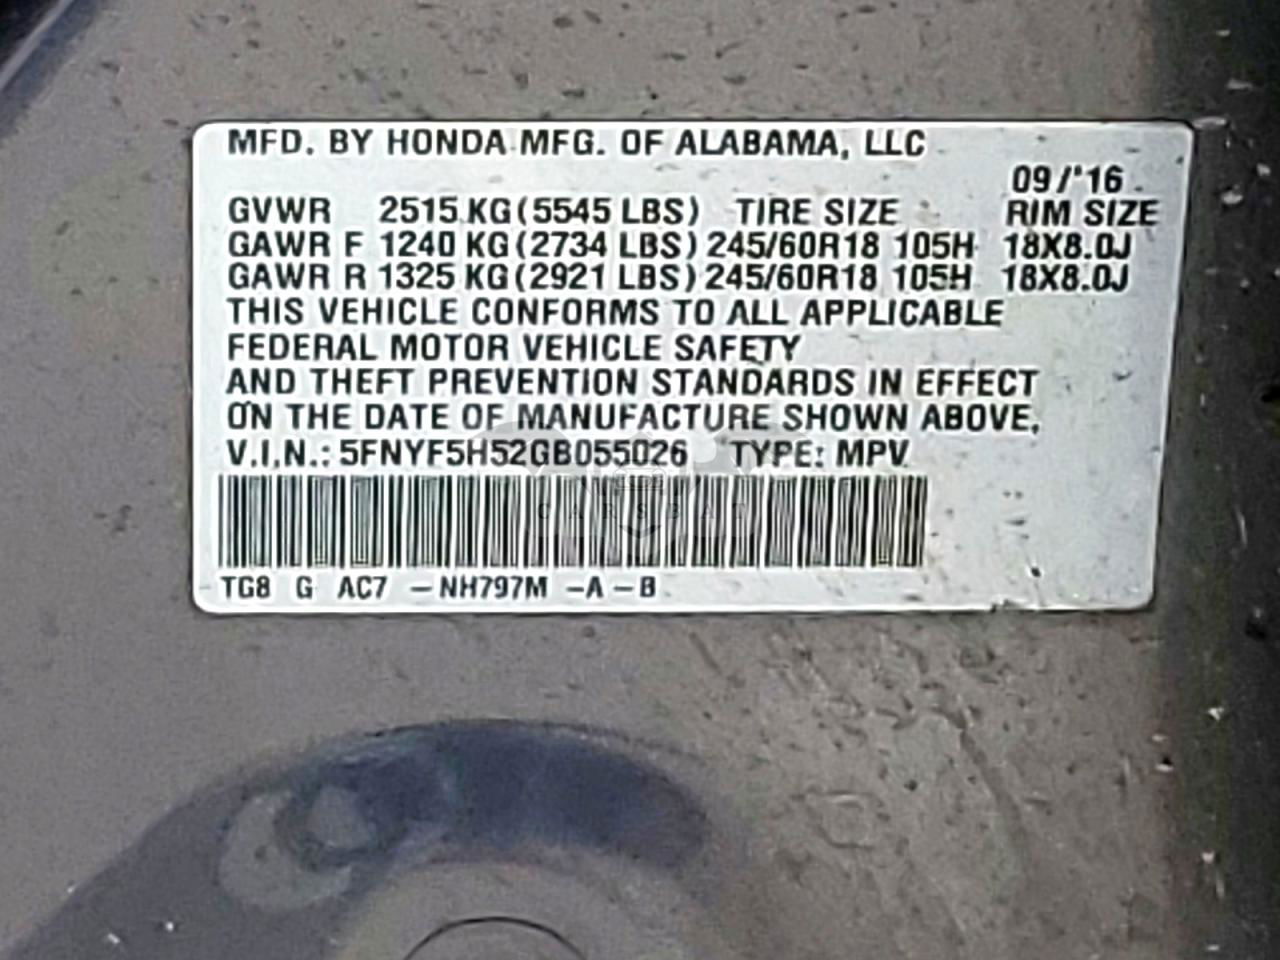 MFD. BY HONDA MFG. OF ALABAMA, LLC
09/'16
GVWR 2515 KG (5545 LBS) TIRE SIZE RIM SIZE
GAWR F 1240 KG (2734 LBS) 245/60R18 105H 18X8.0J
GAWR R 1325 KG (2921 LBS) 245/60R18 105H 18X8.0J
THIS VEHICLE CONFORMS TO ALL APPLICABLE
FEDERAL MOTOR VEHICLE SAFETY
AND THEFT PREVENTION STANDARDS IN EFFECT
ON THE DATE OF MANUFACTURE SHOWN ABOVE.
V.I.N.: 5FNYF5H52GB055026 TYPE: MPV
TG8 G AC7 -NH797M -A-B